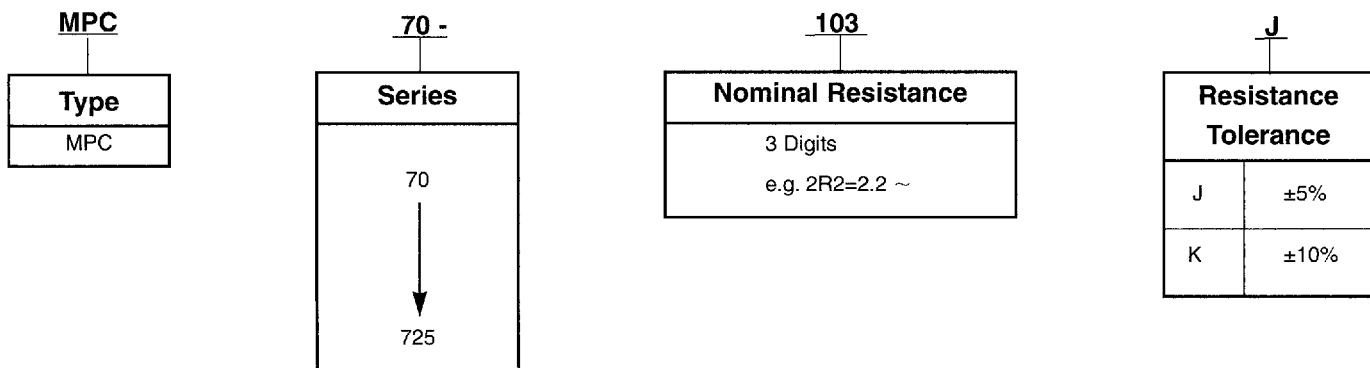 MPC 70 - 103 J
Type
MPC
Series
70
725
Nominal Resistance
3 Digits
e.g. 2R2=2.2 ~
Resistance
Tolerance
J ±5%
K ±10%